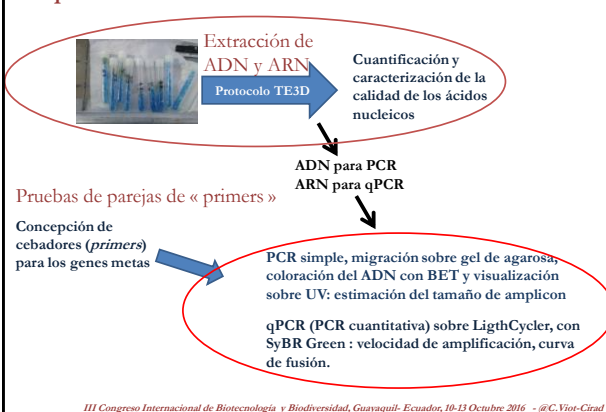 Extracción de
ADN y ARN
Protocolo TE3D
Cuantificación y
caracterización de la
calidad de los ácidos
nucleicos
ADN para PCR
ARN para qPCR
Pruebas de parejas de « primers »
Concepción de
cebadores (primers)
para los genes metas
PCR simple, migración sobre gel de agarosa,
coloración del ADN con BET y visualización
sobre UV: estimación del tamaño de amplicon
qPCR (PCR cuantitativa) sobre LigthCycler, con
SyBR Green : velocidad de amplificación, curva
de fusión.
III Congreso Internacional de Biotecnología y Biodiversidad, Guayaquil- Ecuador, 10-13 Octubre 2016 - @C.Viot-Cirad